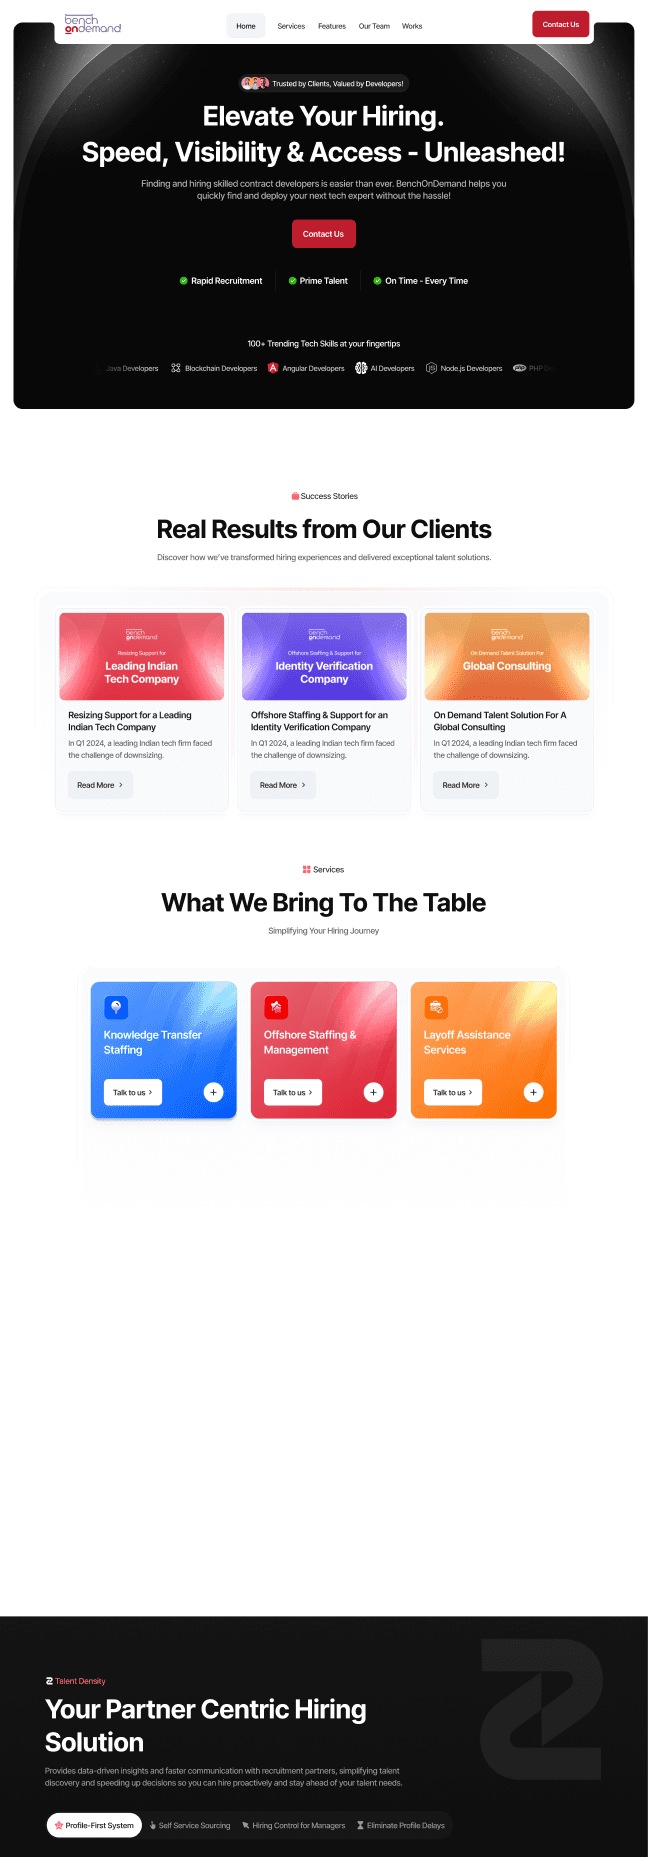 bench
ondemand
Home
Services
Features
Our Team
Works
Contact Us
Trusted by Clients, Valued by Developers!
Elevate Your Hiring.
Speed, Visibility & Access - Unleashed!
Finding and hiring skilled contract developers is easier than ever. BenchOnDemand helps you
quickly find and deploy your next tech expert without the hassle!
Contact Us
Rapid Recruitment
Prime Talent
On Time - Every Time
100+ Trending Tech Skills at your fingertips
Java Developers
Blockchain Developers
Angular Developers
AI Developers
Node.js Developers
PHP
Success Stories
Real Results from Our Clients
Discover how we've transformed hiring experiences and delivered exceptional talent solutions.
bench
ondemand
Resizing Support for
Leading Indian
Tech Company
Resizing Support for a Leading
Indian Tech Company
In Q1 2024, a leading Indian tech firm faced
the challenge of downsizing.
Read More
bench
ondemand
Offshore Staffing & Support for
Identity Verification
Company
Offshore Staffing & Support for an
Identity Verification Company
In Q1 2024, a leading Indian tech firm faced
the challenge of downsizing.
Read More
bench
ondemand
On Demand Talent Solution For
Global Consulting
On Demand Talent Solution For A
Global Consulting
In Q1 2024, a leading Indian tech firm faced
the challenge of downsizing.
Read More
Services
What We Bring To The Table
Simplifying Your Hiring Journey
Knowledge Transfer
Staffing
Talk to us
Offshore Staffing &
Management
Talk to us
Layoff Assistance
Services
Talk to us
Talent Density
Your Partner Centric Hiring
Solution
Provides data-driven insights and faster communication with recruitment partners, simplifying talent
discovery and speeding up decisions so you can hire proactively and stay ahead of your talent needs.
Profile-First System
Self Service Sourcing
Hiring Control for Managers
Eliminate Profile Delays